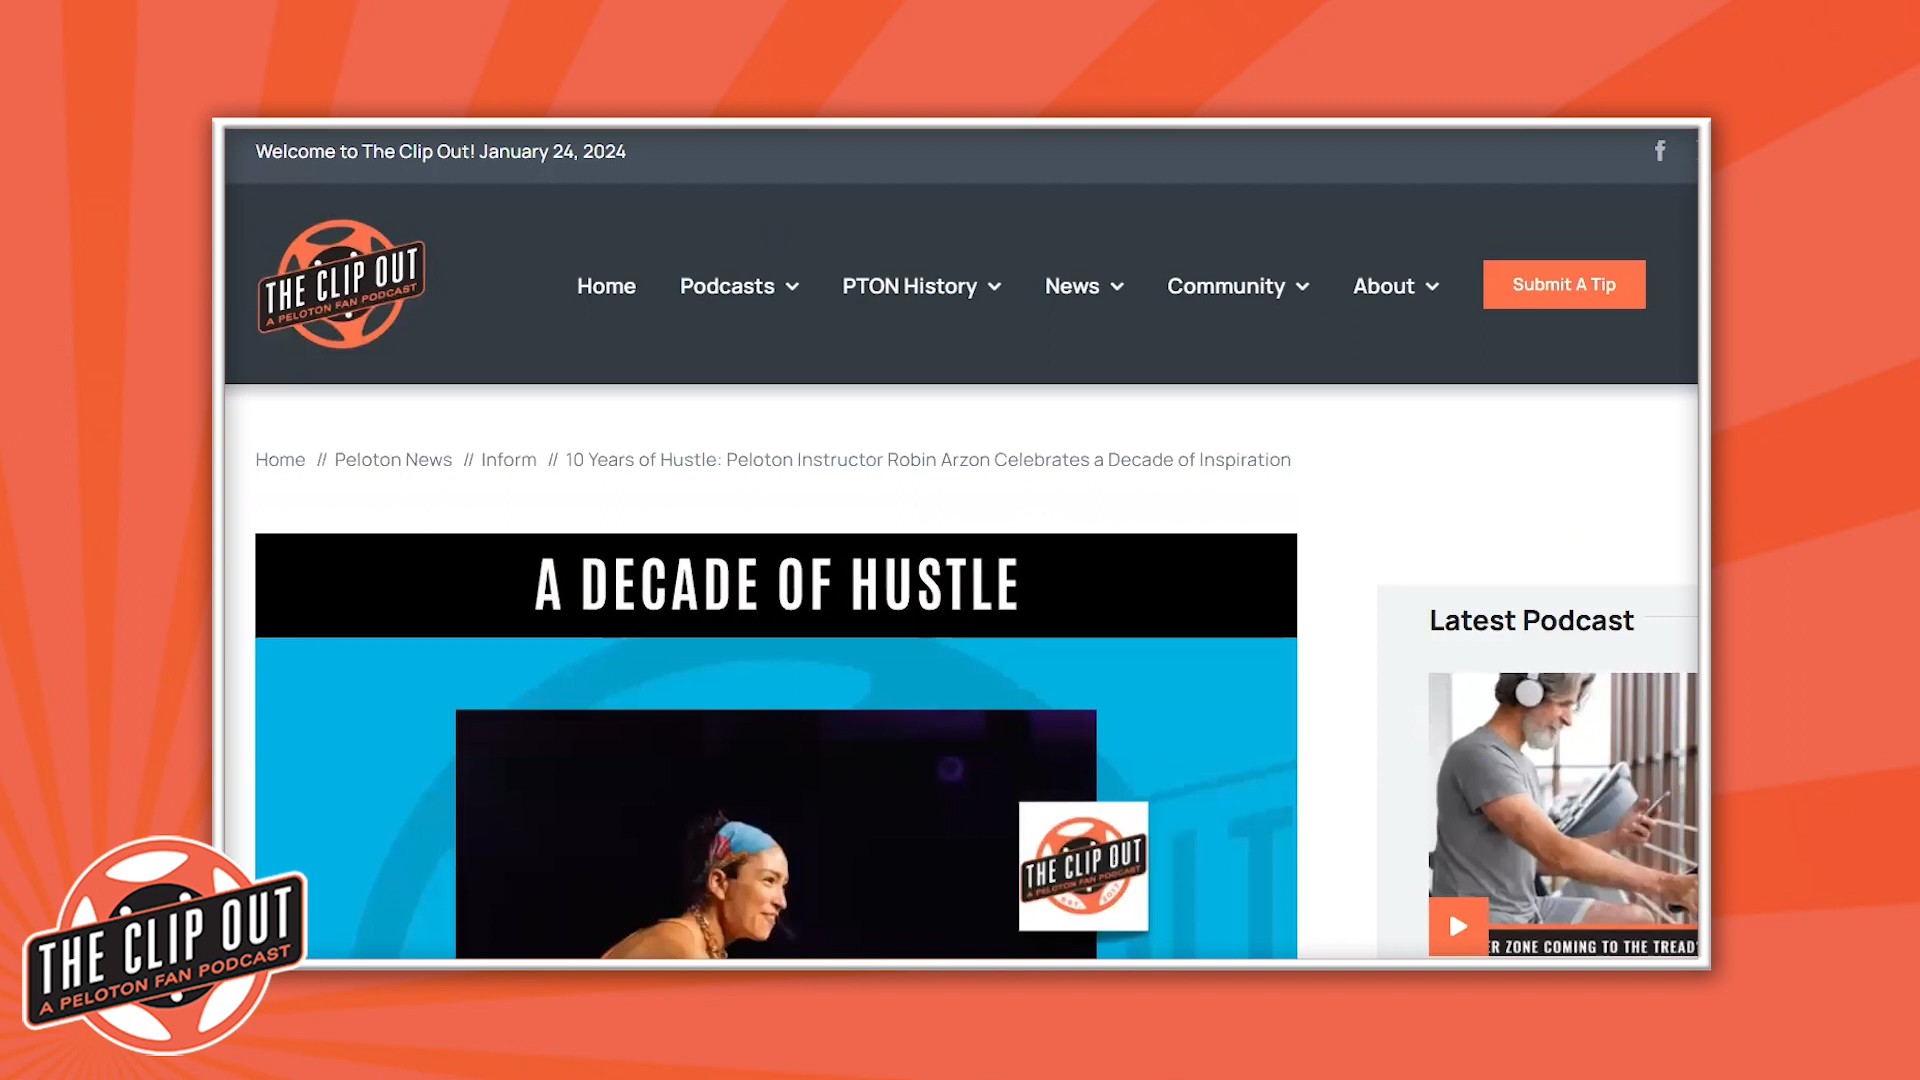 Welcome to The Clip Out! January 24, 2024
THE CLIP OUT
A PELOTON FAN PODCAST
Home
Podcasts
PTON History
News
Community
About
Submit A Tip
Home // Peloton News // Inform // 10 Years of Hustle: Peloton Instructor Robin Arzon Celebrates a Decade of Inspiration
A DECADE OF HUSTLE
Latest Podcast
THE CLIP OUT
A PELOTON FAN PODCAST
EST 2017
ZONE COMING TO THE TREAD
THE CLIP OUT
A PELOTON FAN PODCAST